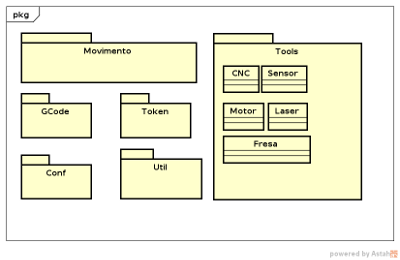 pkg
Movimento
Tools
CNC
Sensor
GCode
Token
Motor
Laser
Fresa
Conf
Util
powered by Astah